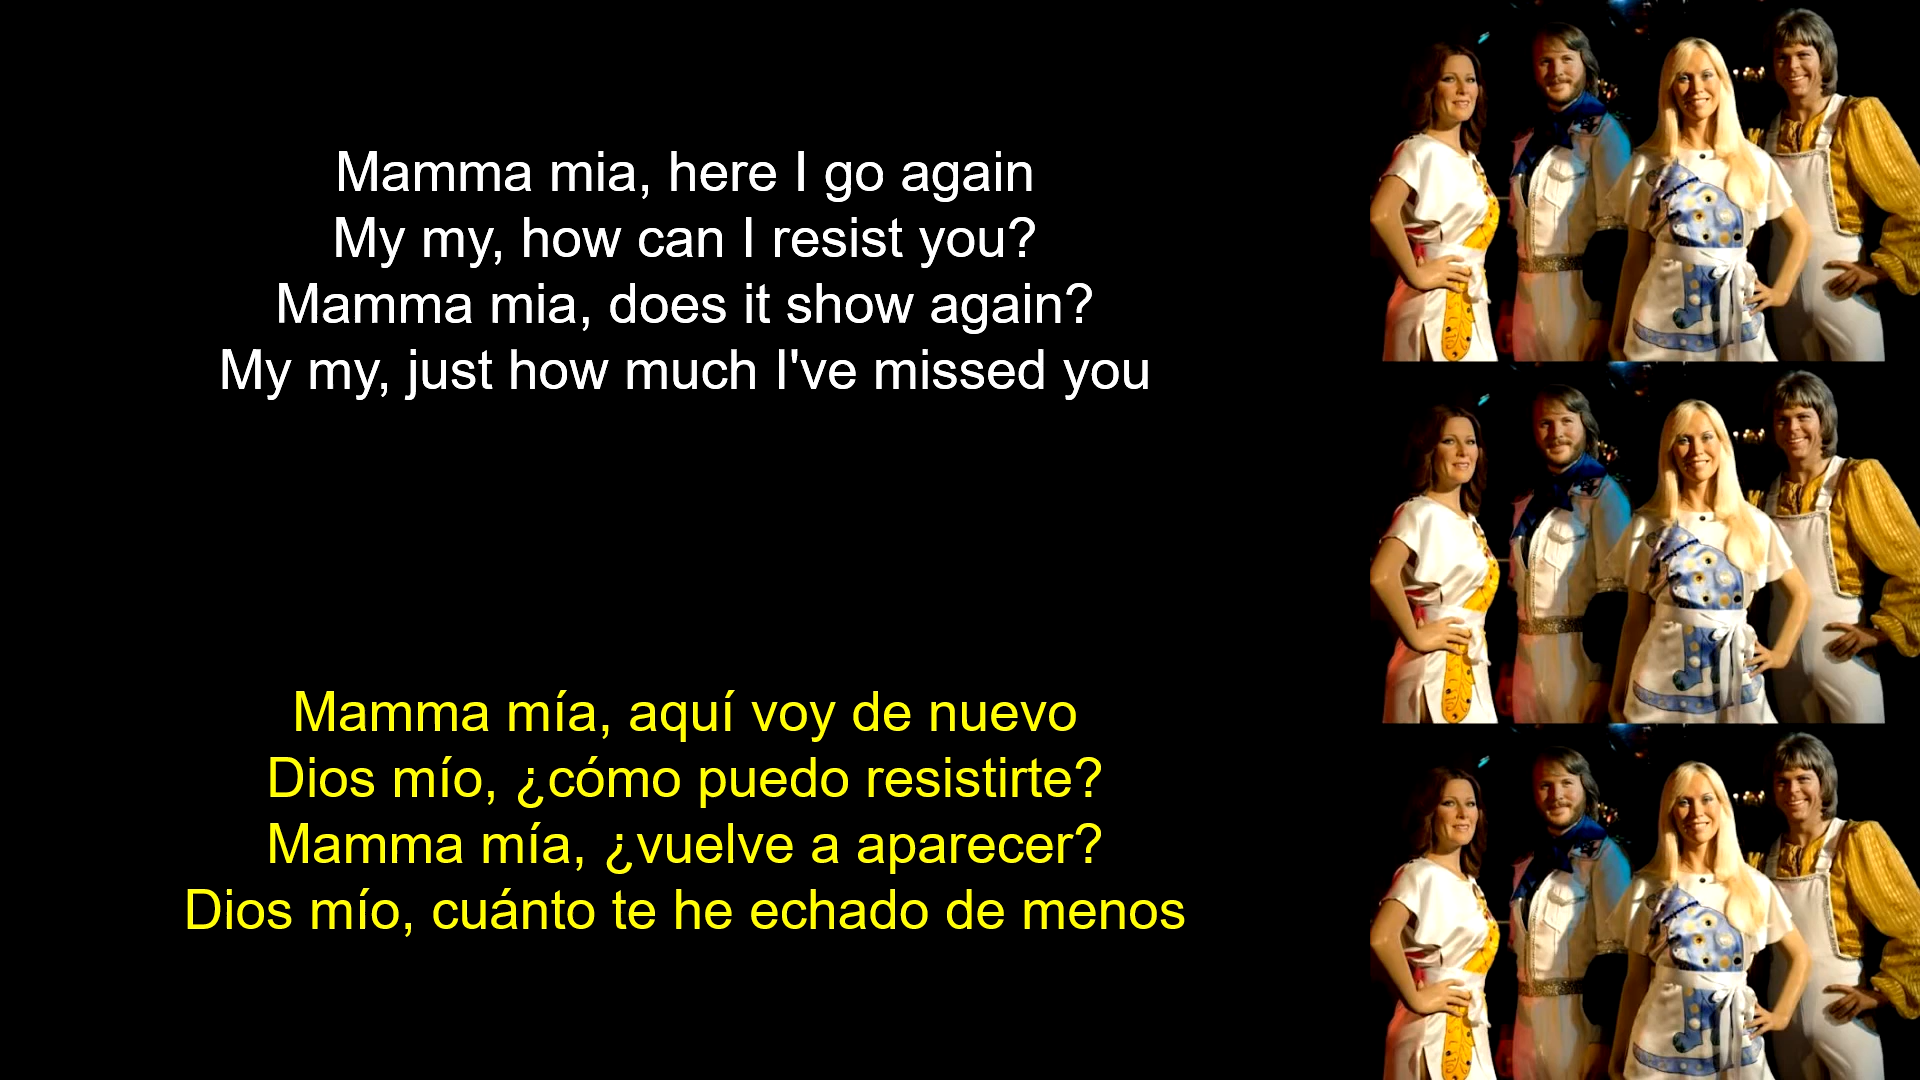 Mamma mia, here I go again
My my, how can I resist you?
Mamma mia, does it show again?
My my, just how much I've missed you
Mamma mía, aquí voy de nuevo
Dios mío, ¿cómo puedo resistirte?
Mamma mía, ¿vuelve a aparecer?
Dios mío, cuánto te he echado de menos